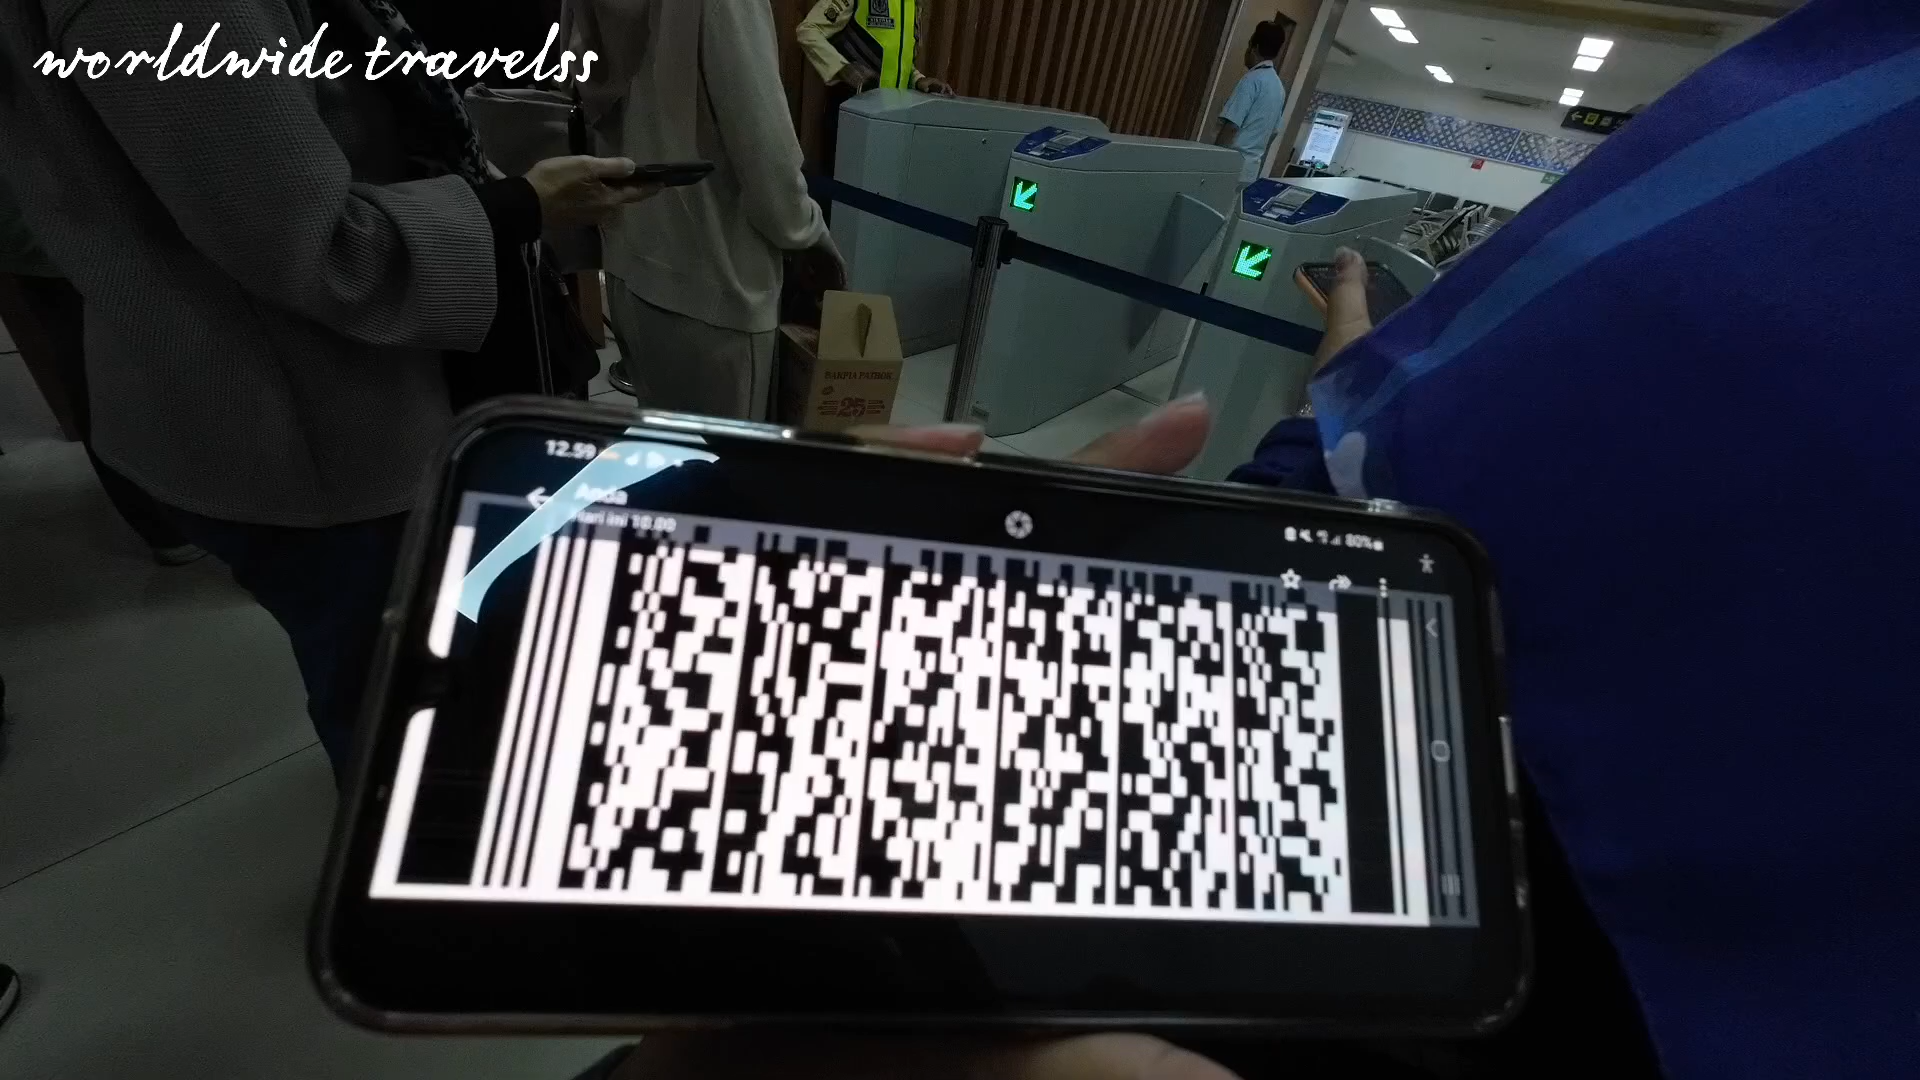 worldwide travelss
BAKPIA PATHOK
25
12.59
Anda
Hari ini 10.00
80%